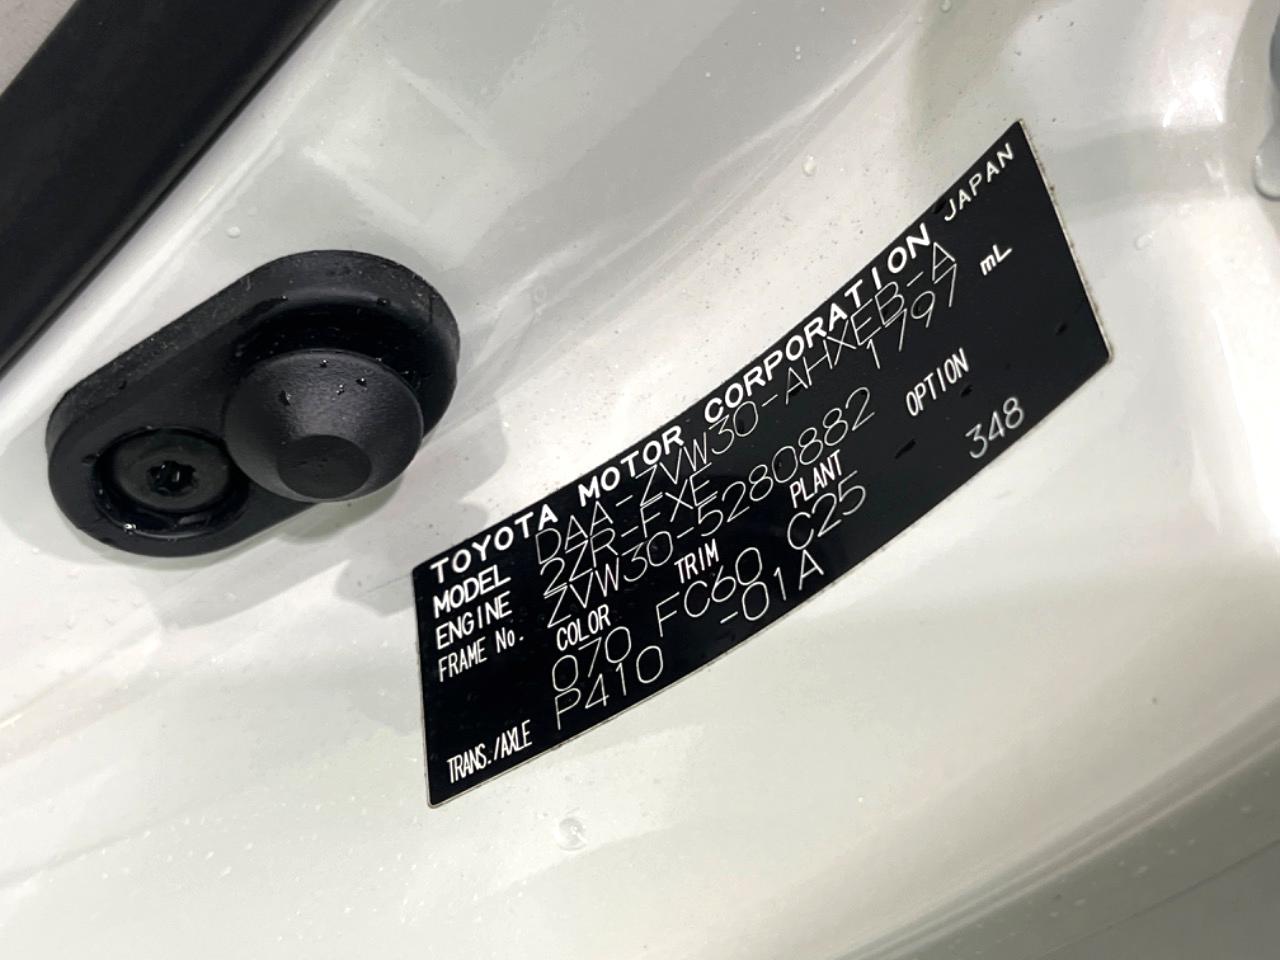 TOYOTA MOTOR CORPORATION JAPAN
MODEL DAA-ZVW30-AHXEB-A
ENGINE 2ZR-FXE 1797 mL
FRAME No. ZVW30-5280882
COLOR TRIM PLANT OPTION
070 FC60 C25 348
TRANS./AXLE P410 -01A